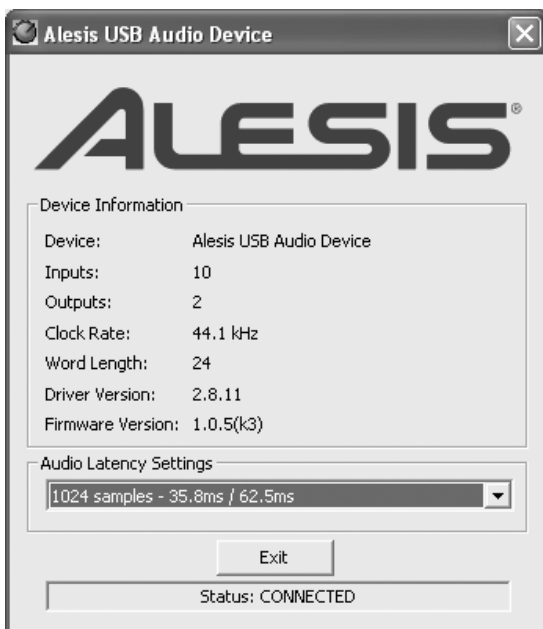 Alesis USB Audio Device
ALESIS®
Device Information
Device: Alesis USB Audio Device
Inputs: 10
Outputs: 2
Clock Rate: 44.1 kHz
Word Length: 24
Driver Version: 2.8.11
Firmware Version: 1.0.5(k3)
Audio Latency Settings
1024 samples - 35.8ms / 62.5ms
Exit
Status: CONNECTED